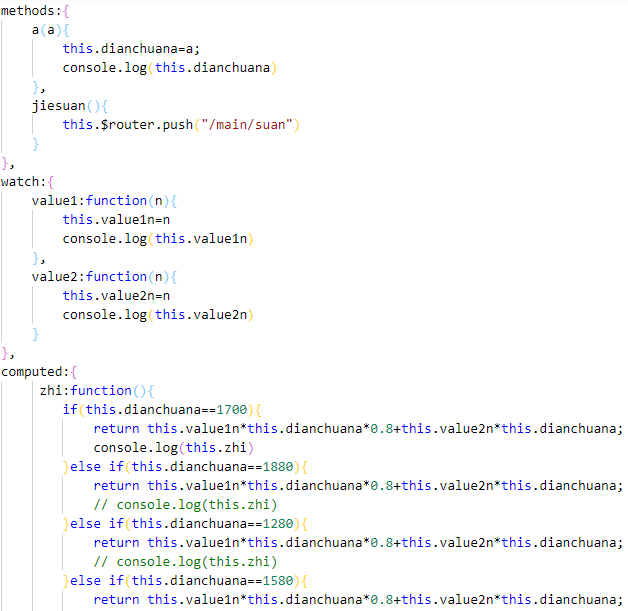 methods:{
    a(a){
        this.dianchuana=a;
        console.log(this.dianchuana)
    },
    jiesuan(){
        this.$router.push("/main/suan")
    }
},
watch:{
    value1:function(n){
        this.value1n=n
        console.log(this.value1n)
    },
    value2:function(n){
        this.value2n=n
        console.log(this.value2n)
    }
},
computed:{
     zhi:function(){
        if(this.dianchuana==1700){
            return this.value1n*this.dianchuana*0.8+this.value2n*this.dianchuana;
            console.log(this.zhi)
        }else if(this.dianchuana==1880){
            return this.value1n*this.dianchuana*0.8+this.value2n*this.dianchuana;
            // console.log(this.zhi)
        }else if(this.dianchuana==1280){
            return this.value1n*this.dianchuana*0.8+this.value2n*this.dianchuana;
            // console.log(this.zhi)
        }else if(this.dianchuana==1580){
            return this.value1n*this.dianchuana*0.8+this.value2n*this.dianchuana;